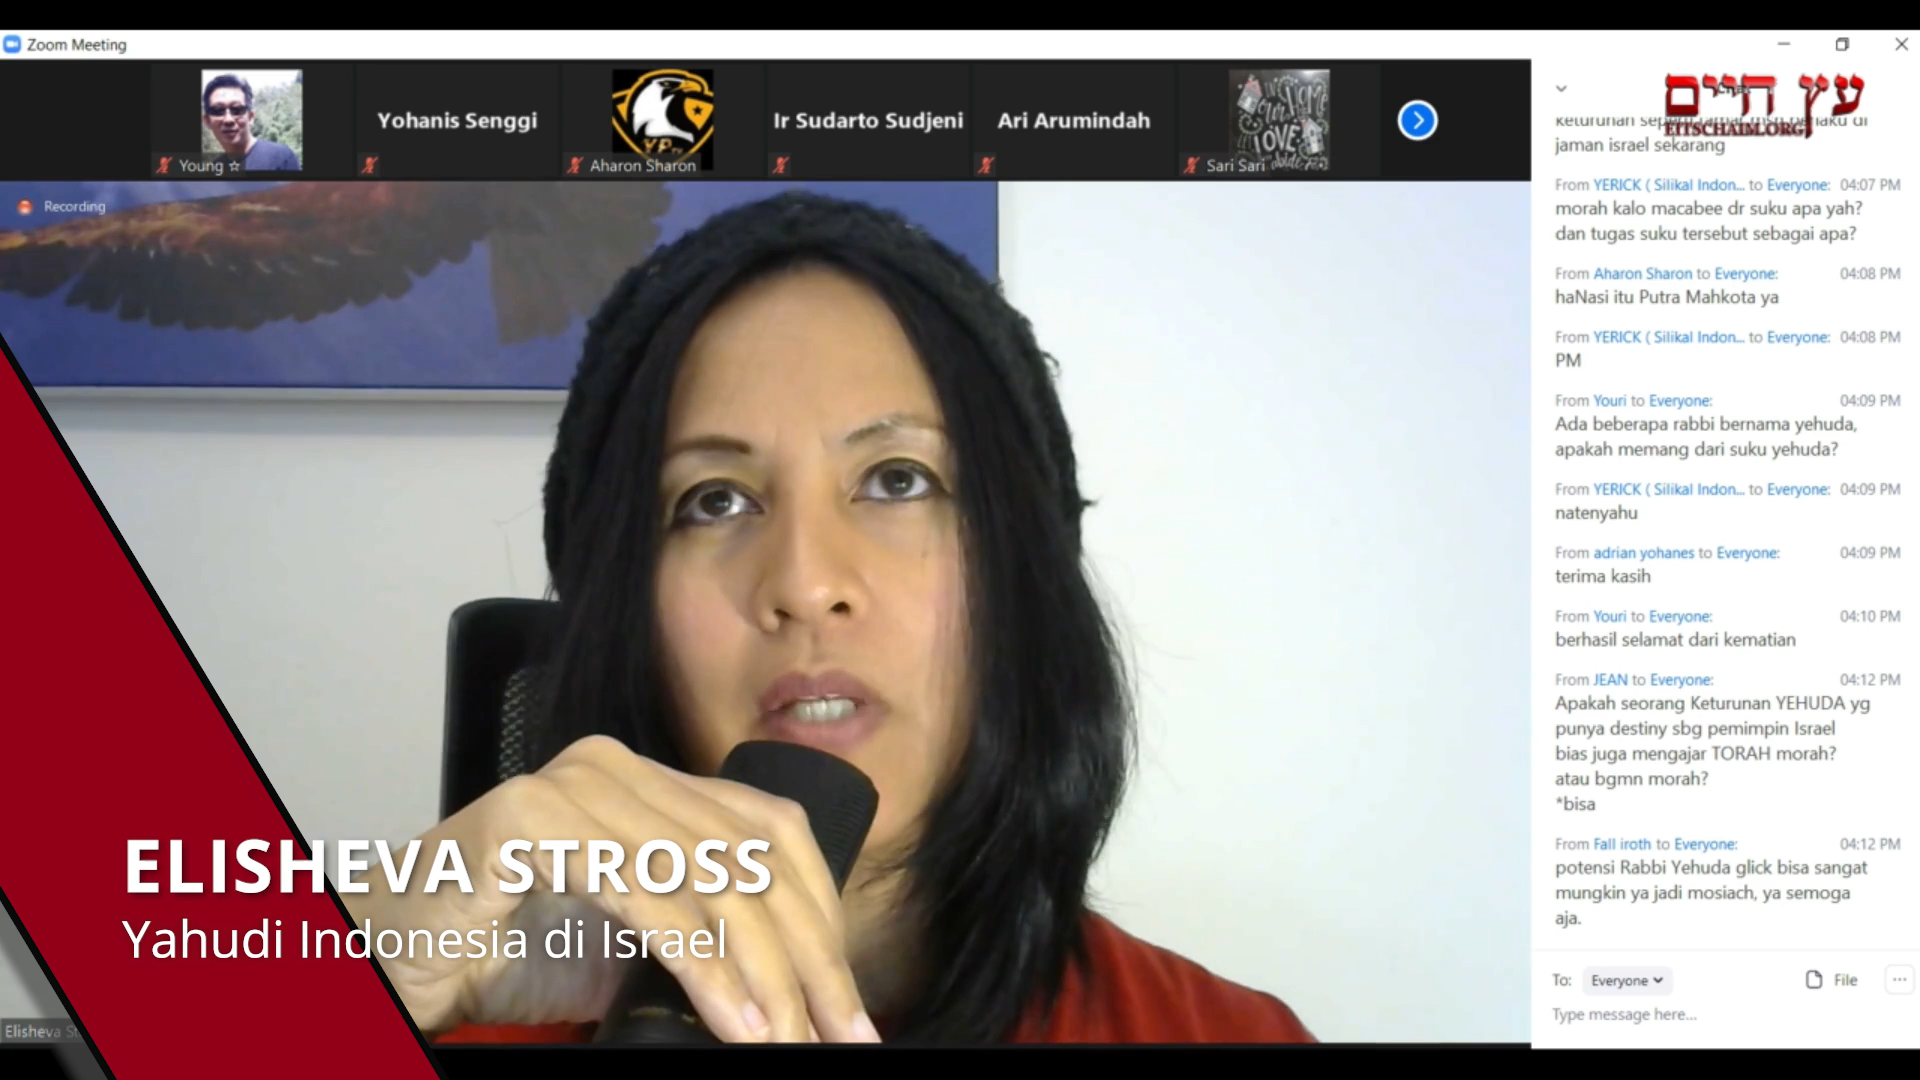 Zoom Meeting
Young ☆
Yohanis Senggi
YP
Aharon Sharon
Ir Sudarto Sudjeni
Ari Arumindah
IN
our HOME
LOVE
Sari Sari
Recording
עץ חיים
EITSCHAIM.ORG
keturunan
jaman israel sekarang
From YERICK ( Silikal Indon... to Everyone: 04:07 PM
morah kalo macabee dr suku apa yah?
dan tugas suku tersebut sebagai apa?
From Aharon Sharon to Everyone: 04:08 PM
haNasi itu Putra Mahkota ya
From YERICK ( Silikal Indon... to Everyone: 04:08 PM
PM
From Youri to Everyone: 04:09 PM
Ada beberapa rabbi bernama yehuda,
apakah memang dari suku yehuda?
From YERICK ( Silikal Indon... to Everyone: 04:09 PM
natenyahu
From adrian yohanes to Everyone: 04:09 PM
terima kasih
From Youri to Everyone: 04:10 PM
berhasil selamat dari kematian
From JEAN to Everyone: 04:12 PM
Apakah seorang Keturunan YEHUDA yg
punya destiny sbg pemimpin Israel
bias juga mengajar TORAH morah?
atau bgmn morah?
*bisa
From Fall iroth to Everyone: 04:12 PM
potensi Rabbi Yehuda glick bisa sangat
mungkin ya jadi mosiach, ya semoga
aja.
To: Everyone File ...
Type message here...
ELISHEVA STROSS
Yahudi Indonesia di Israel
Elisheva St